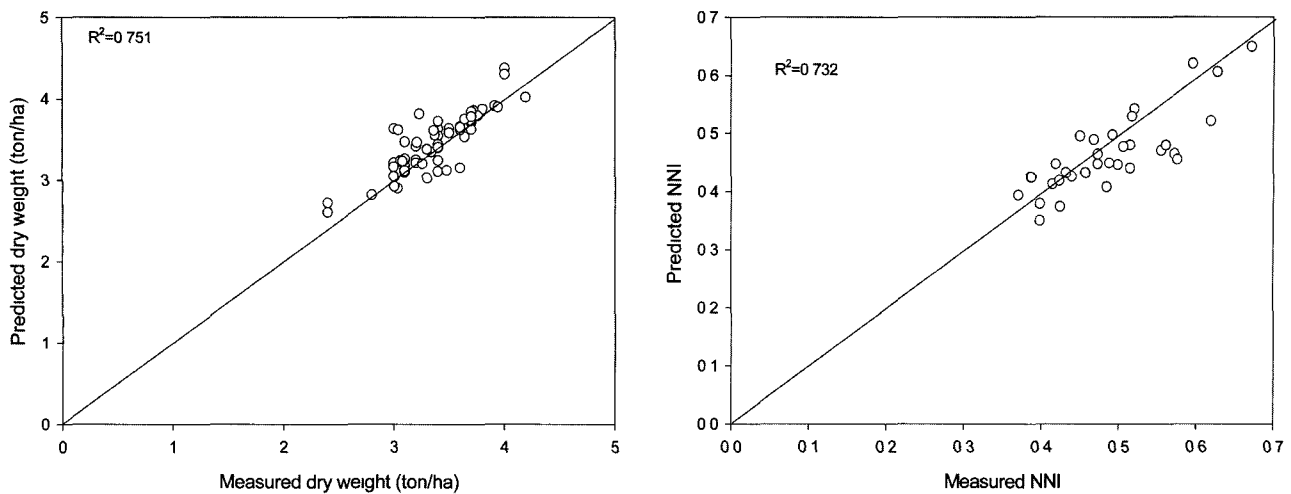 R²=0 751
5
4
3
2
1
0
Predicted dry weight (ton/ha)
0 1 2 3 4 5
Measured dry weight (ton/ha)
R²=0 732
0 7
0 6
0 5
0 4
0 3
0 2
0 1
0 0
Predicted NNI
0 0 0 1 0 2 0 3 0 4 0 5 0 6 0 7
Measured NNI